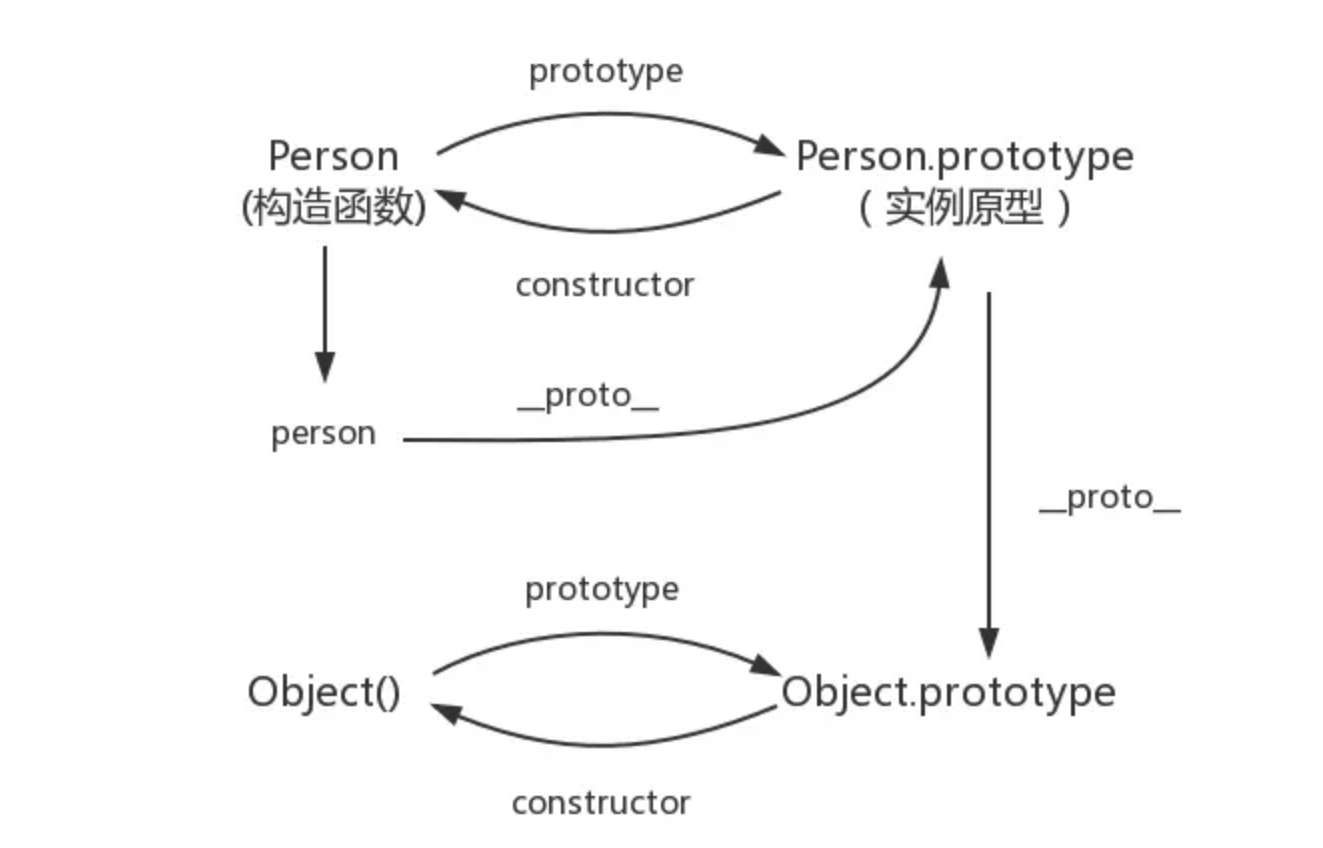 prototype
Person
Person.prototype
(构造函数)
( 实例原型 )
constructor
__proto__
person
__proto__
prototype
Object()
Object.prototype
constructor